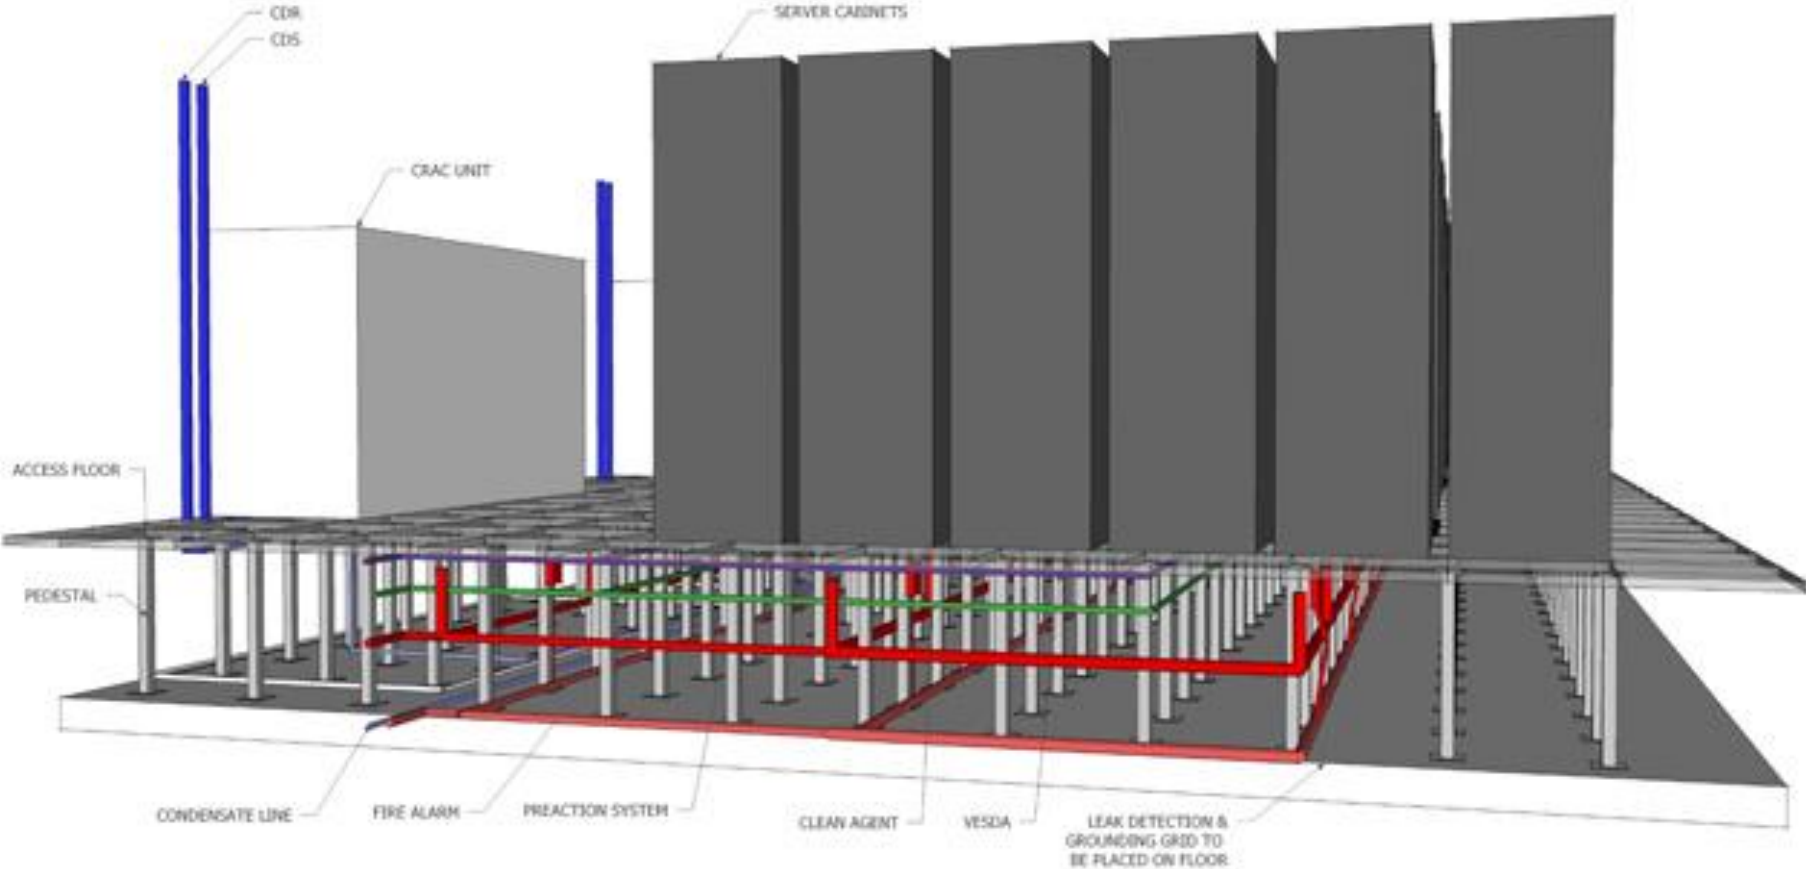 CDR
CDS
SERVER CABINETS
CRAC UNIT
ACCESS FLOOR
PEDESTAL
CONDENSATE LINE
FIRE ALARM
PREACTION SYSTEM
CLEAN AGENT
VESDA
LEAK DETECTION &
GROUNDING GRID TO
BE PLACED ON FLOOR